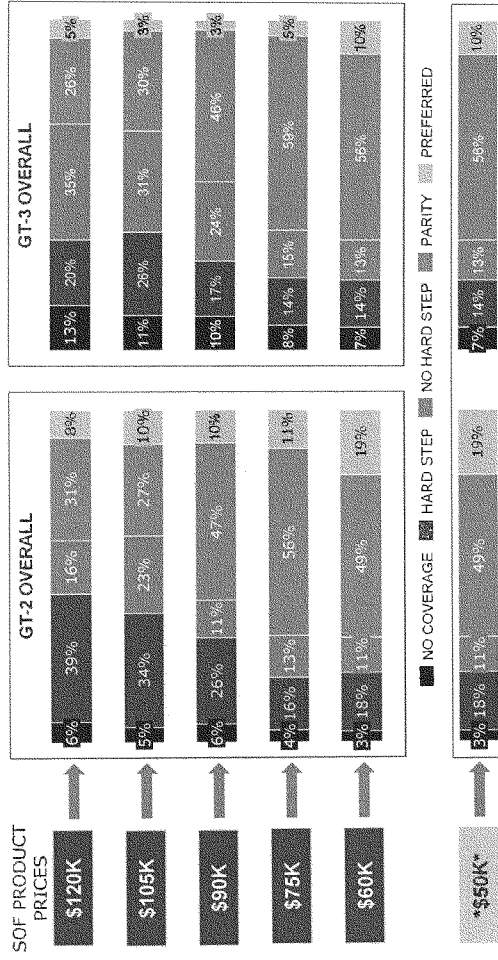 SOF PRODUCT
PRICES
GT-2 OVERALL
GT-3 OVERALL
$120K
6% 39% 16% 31% 8%
13% 20% 35% 26% 5%
$105K
5% 34% 23% 27% 10%
11% 26% 31% 30% 3%
$90K
6% 26% 11% 47% 10%
10% 17% 24% 46% 3%
$75K
4% 16% 13% 56% 11%
8% 14% 15% 59% 5%
$60K
3% 18% 11% 49% 19%
7% 14% 13% 56% 10%
NO COVERAGE HARD STEP NO HARD STEP PARITY PREFERRED
*$50K*
3% 18% 11% 49% 19%
7% 14% 13% 56% 10%